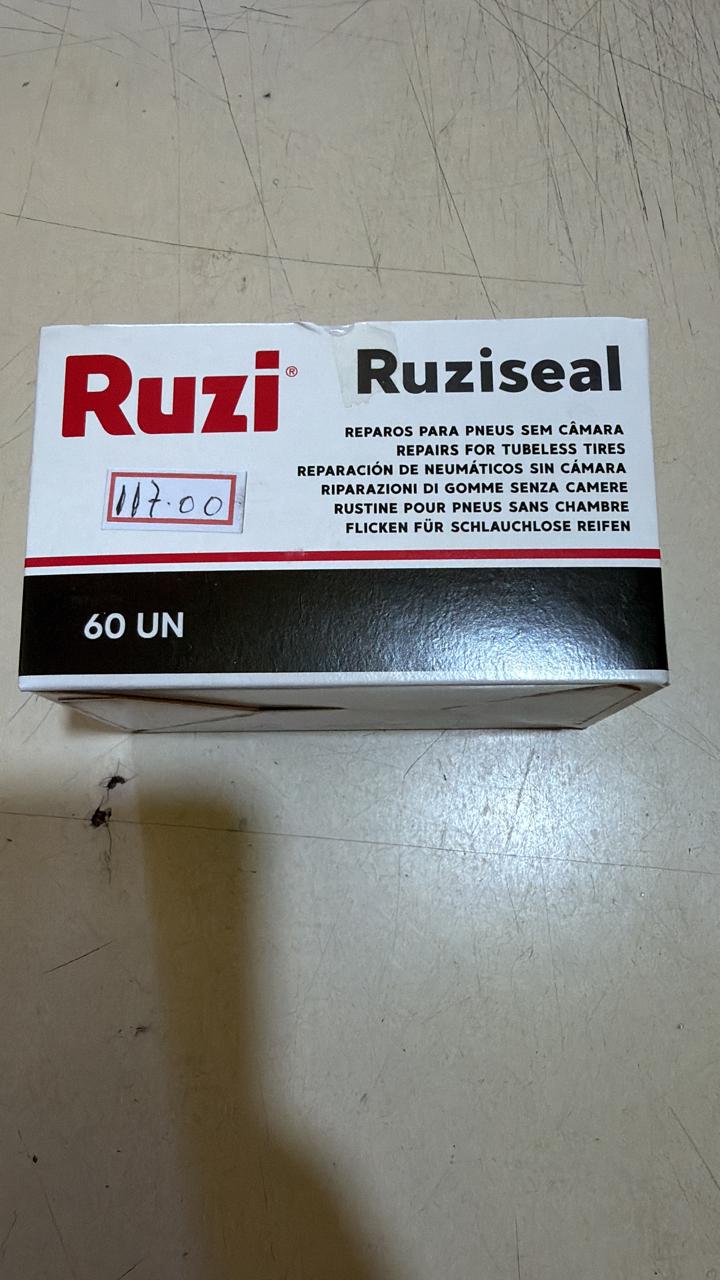 Ruzi®
Ruziseal
REPAROS PARA PNEUS SEM CÂMARA
REPAIRS FOR TUBELESS TIRES
REPARACIÓN DE NEUMÁTICOS SIN CÁMARA
RIPARAZIONI DI GOMME SENZA CAMERE
RUSTINE POUR PNEUS SANS CHAMBRE
FLICKEN FÜR SCHLAUCHLOSE REIFEN
117.00
60 UN